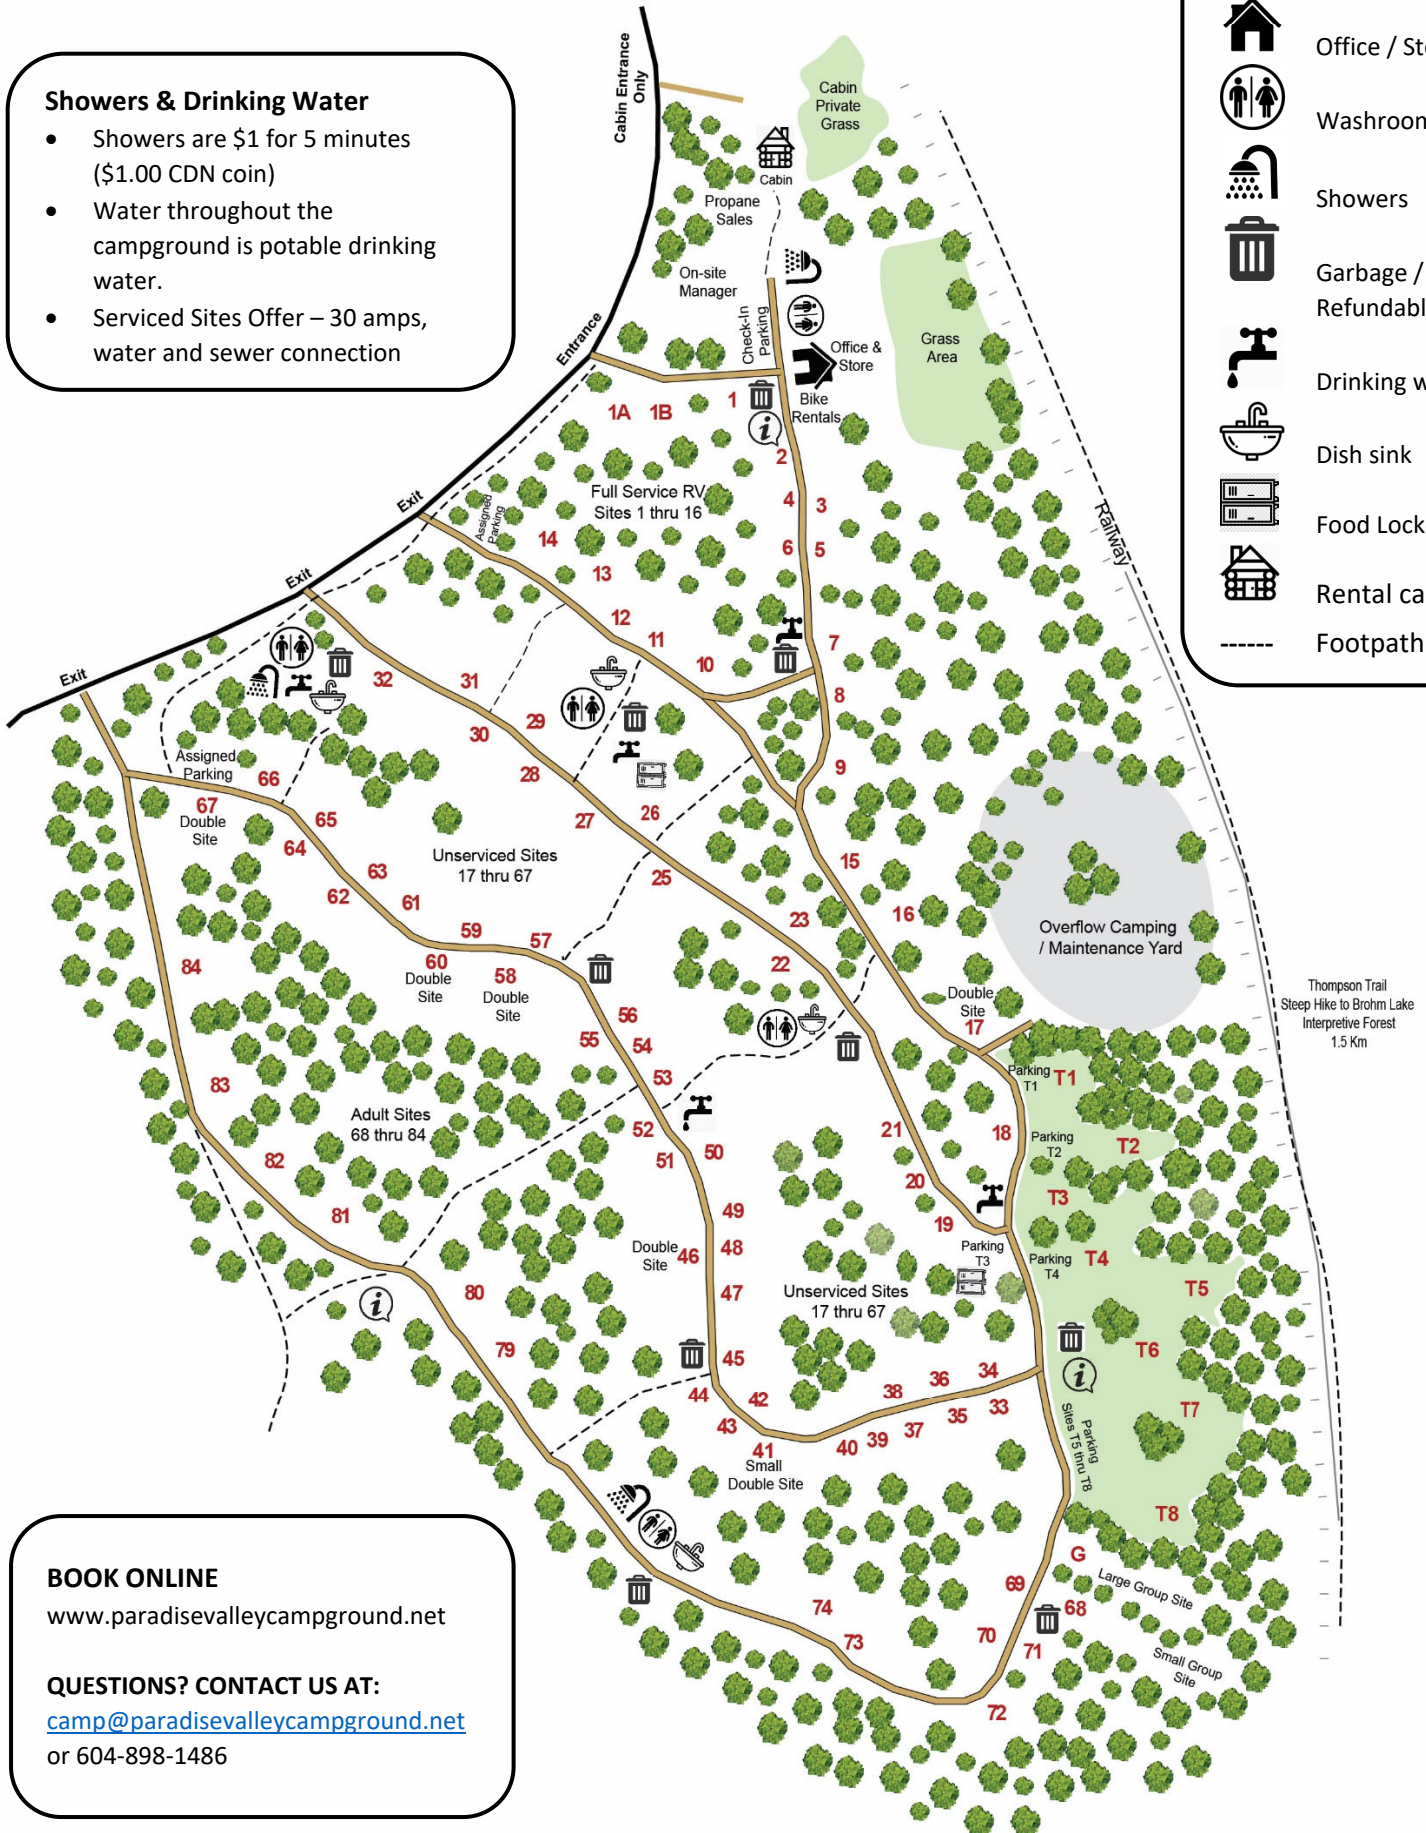 Showers & Drinking Water
• Showers are $1 for 5 minutes
($1.00 CDN coin)
• Water throughout the
campground is potable drinking
water.
• Serviced Sites Offer – 30 amps,
water and sewer connection
Office /
Washroom
Showers
Garbage /
Drinking
Dish sink
Food
Rental
Footpath
Cabin Entrance
Only
Cabin
Private
Grass
Cabin
Propane
Sales
On-site
Manager
Check-In
Parking
Entrance
Office &
Store
Bike
Rentals
Grass
Area
Railway
1A
1B
1
2
Exit
Assigned
Parking
Full Service RV
Sites 1 thru 16
4
3
14
6
5
13
12
11
10
7
8
9
Exit
32
31
30
29
28
27
26
25
Exit
Assigned
Parking
66
67
Double
Site
65
64
63
62
61
Unserviced Sites
17 thru 67
59
60
Double
Site
57
58
Double
Site
15
16
23
22
Overflow Camping
/ Maintenance Yard
Thompson Trail
Steep Hike to Brohm Lake
Interpretive Forest
1.5 Km
84
83
82
81
Adult Sites
68 thru 84
56
55
54
53
52
51
50
49
Double
Site
46
48
47
45
44
42
43
41
Small
Double Site
Double
Site
17
Parking
T1
T1
18
Parking
T2
T2
21
20
19
T3
Parking
T3
Parking
T4
T4
T5
Unserviced Sites
17 thru 67
T6
T7
T8
Parking
Sites T5 thru T8
34
36
38
33
35
37
39
40
80
79
G
Large Group Site
69
68
70
71
Small Group
Site
72
74
73
BOOK ONLINE
www.paradisevalleycampground.net
QUESTIONS? CONTACT US AT:
camp@paradisevalleycampground.net
or 604-898-1486